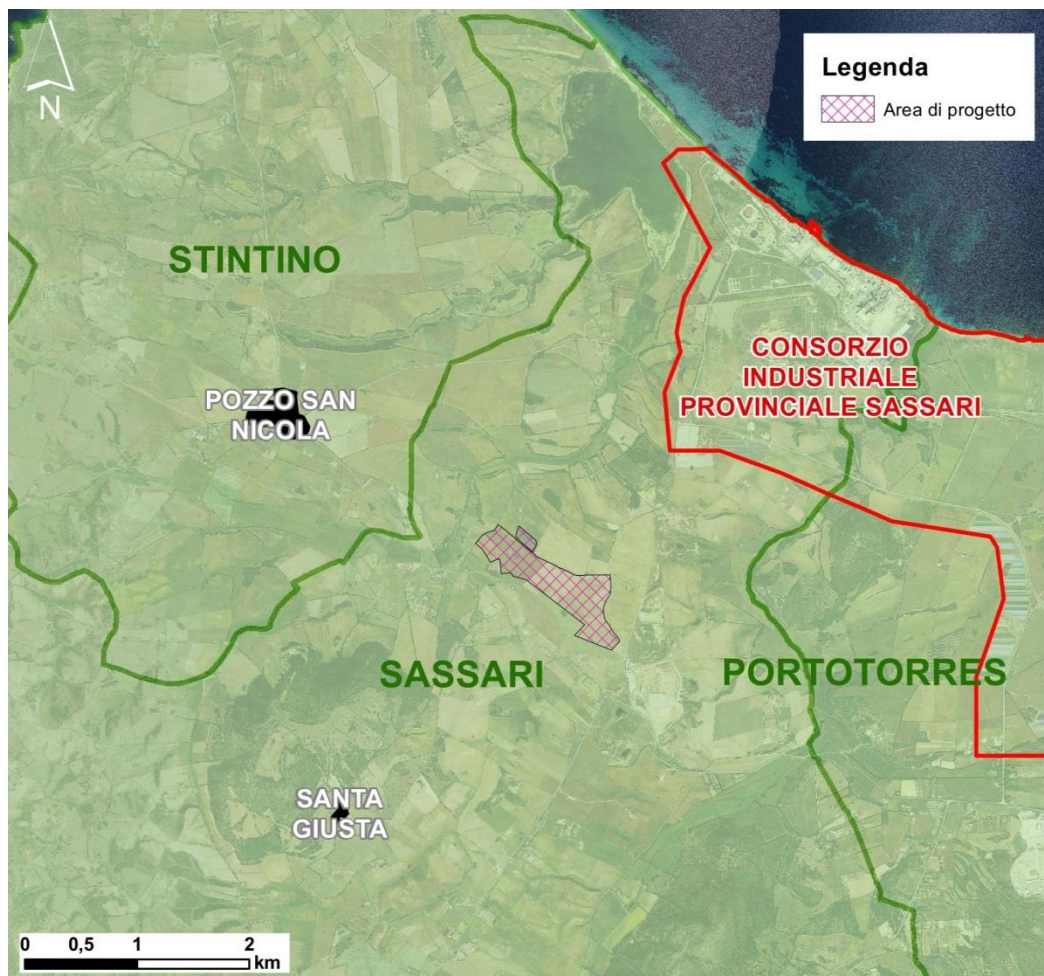 N
Legenda
Area di progetto
STINTINO
CONSORZIO
INDUSTRIALE
PROVINCIALE SASSARI
POZZO SAN
NICOLA
SASSARI
PORTOTORRES
SANTA
GIUSTA
0 0,5 1 2
km